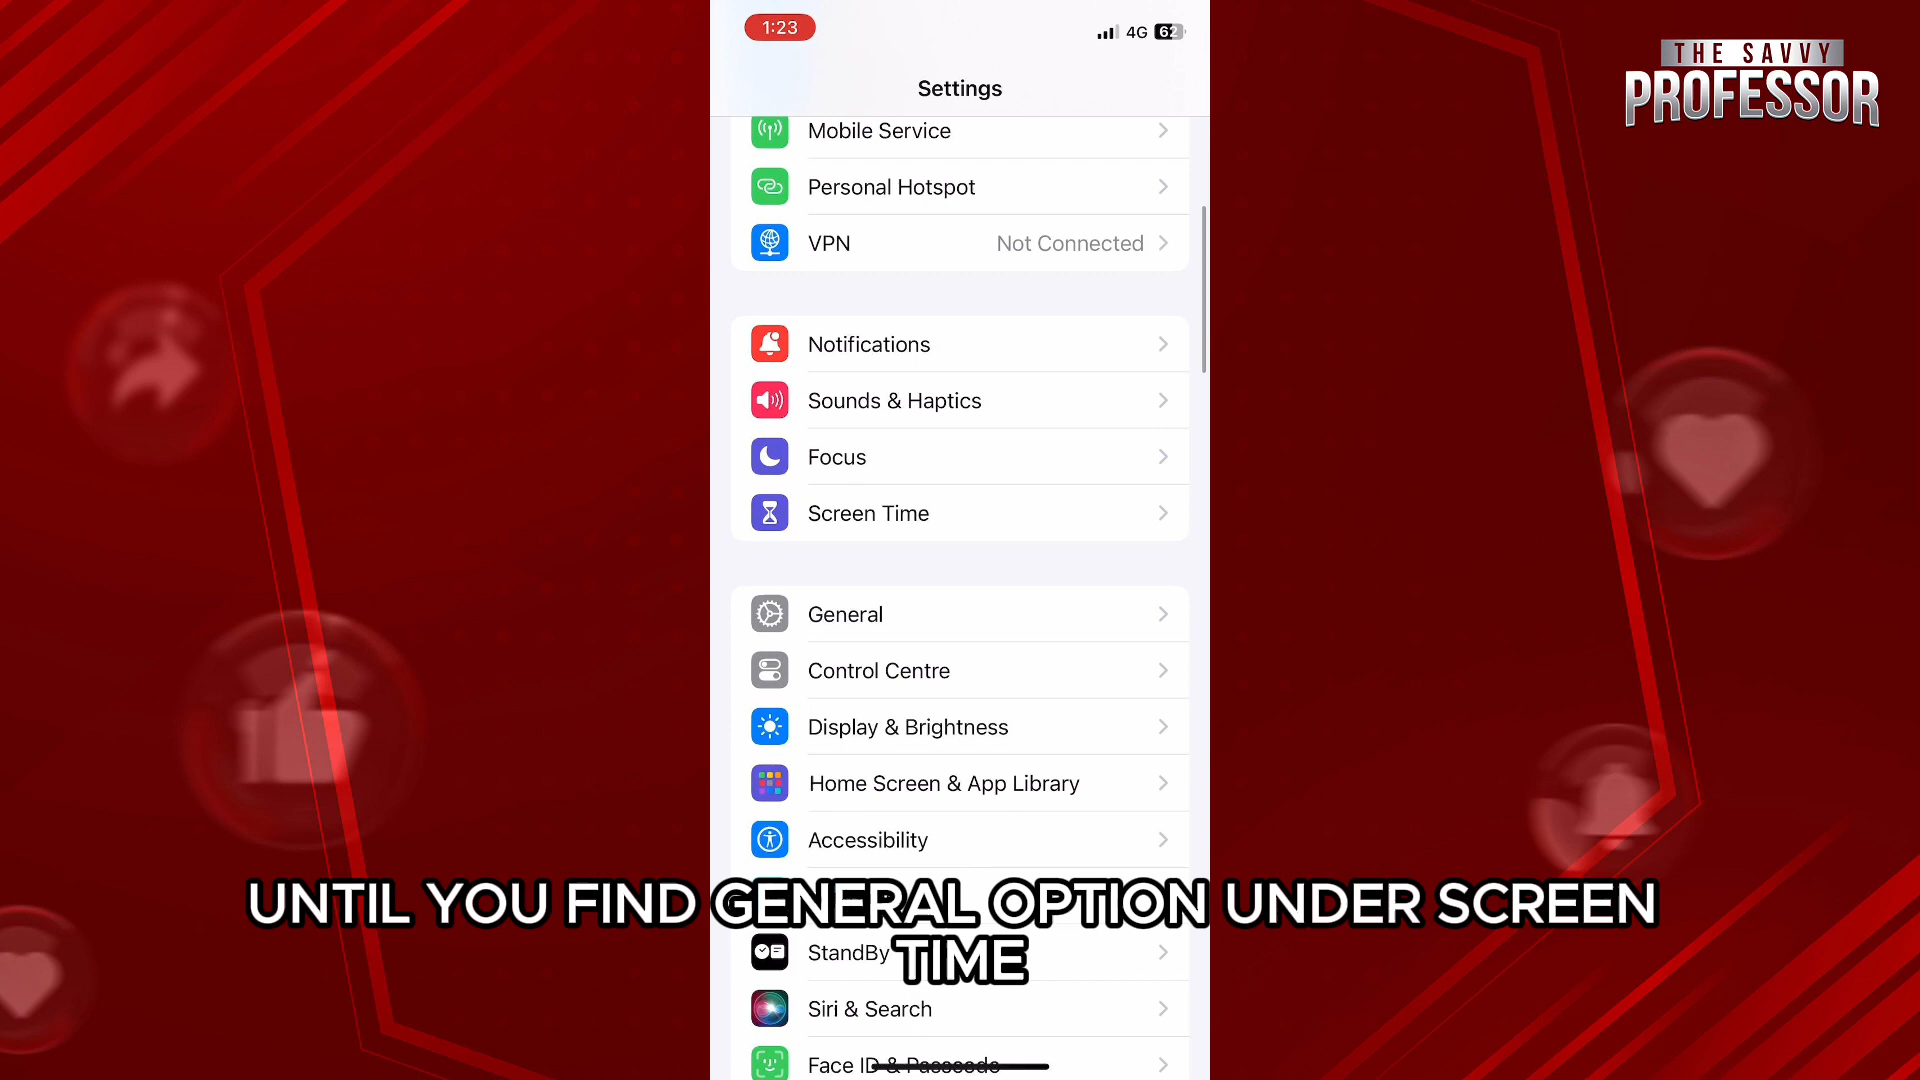 1:23
4G 62
THE SAVVY
PROFESSOR
Settings
Mobile Service
Personal Hotspot
VPN Not Connected
Notifications
Sounds & Haptics
Focus
Screen Time
General
Control Centre
Display & Brightness
Home Screen & App Library
Accessibility
UNTIL YOU FIND GENERAL OPTION UNDER SCREEN
TIME
StandBy
Siri & Search
Face ID & Passcode